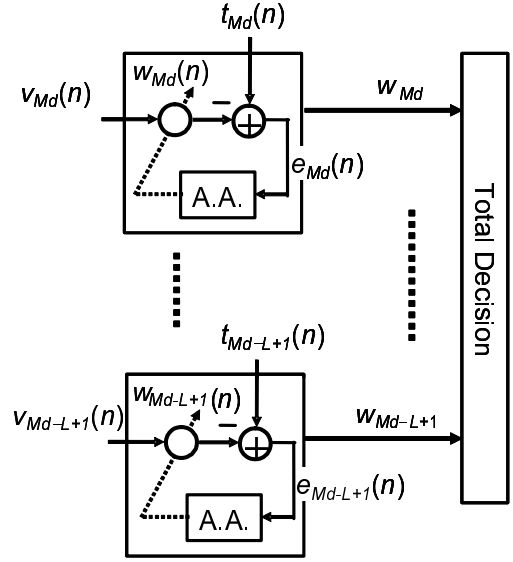 t_Md(n)
w_Md(n)
v_Md(n)
w_Md
−
+
e_Md(n)
A.A.
t_Md−L+1(n)
w_Md-L+1(n)
v_Md−L+1(n)
w_Md−L+1
−
+
e_Md-L+1(n)
A.A.
Total Decision